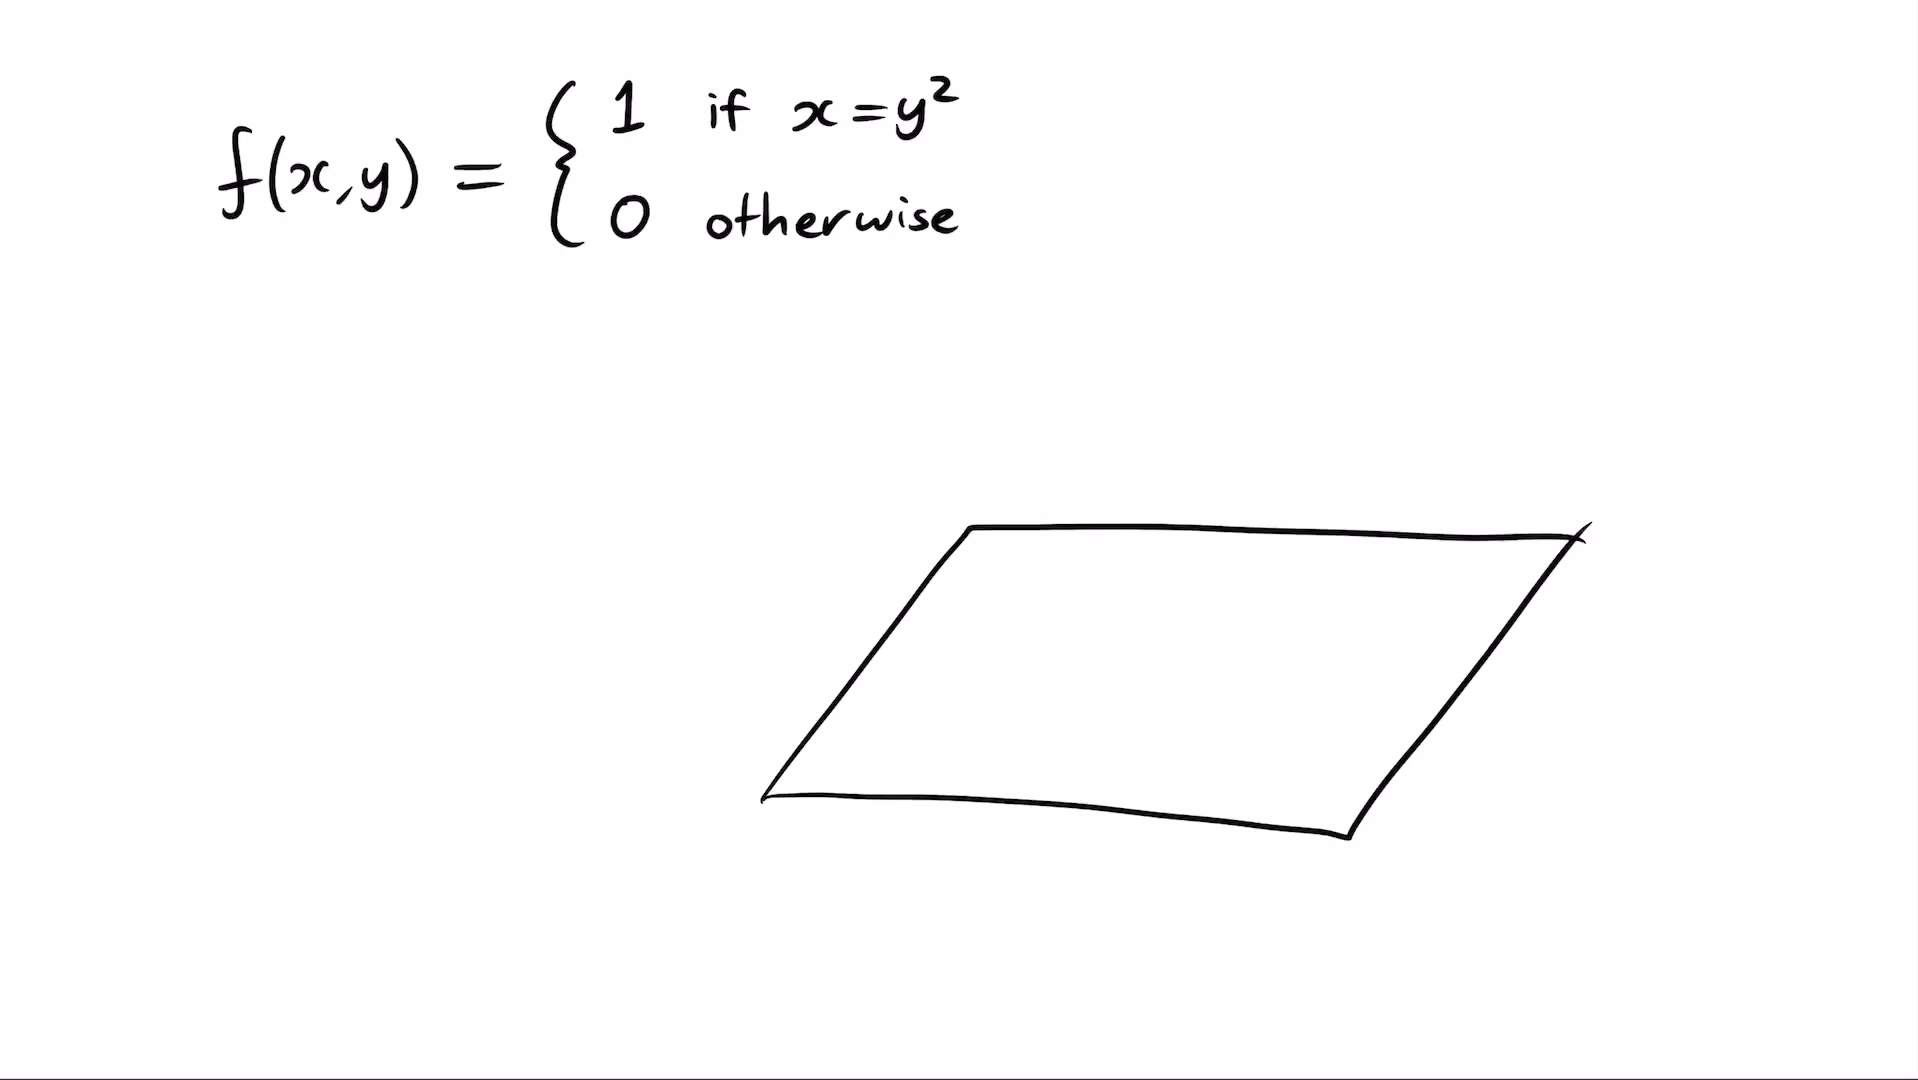 f(x,y) = { 1 if x=y²
0 otherwise